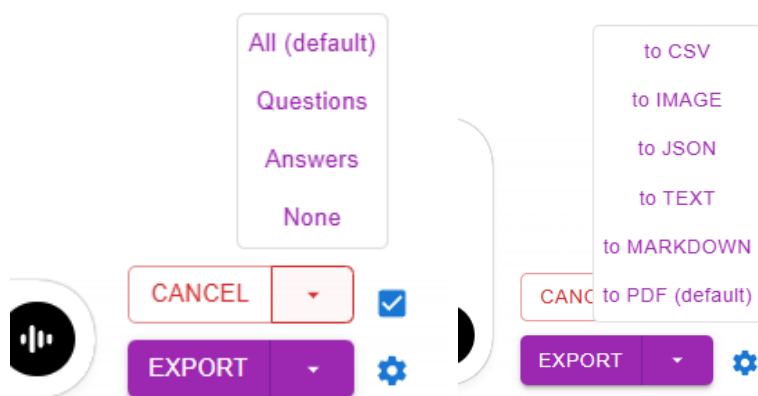 All (default)
Questions
Answers
None
CANCEL
EXPORT
to CSV
to IMAGE
to JSON
to TEXT
to MARKDOWN
to PDF (default)
CANC
EXPORT